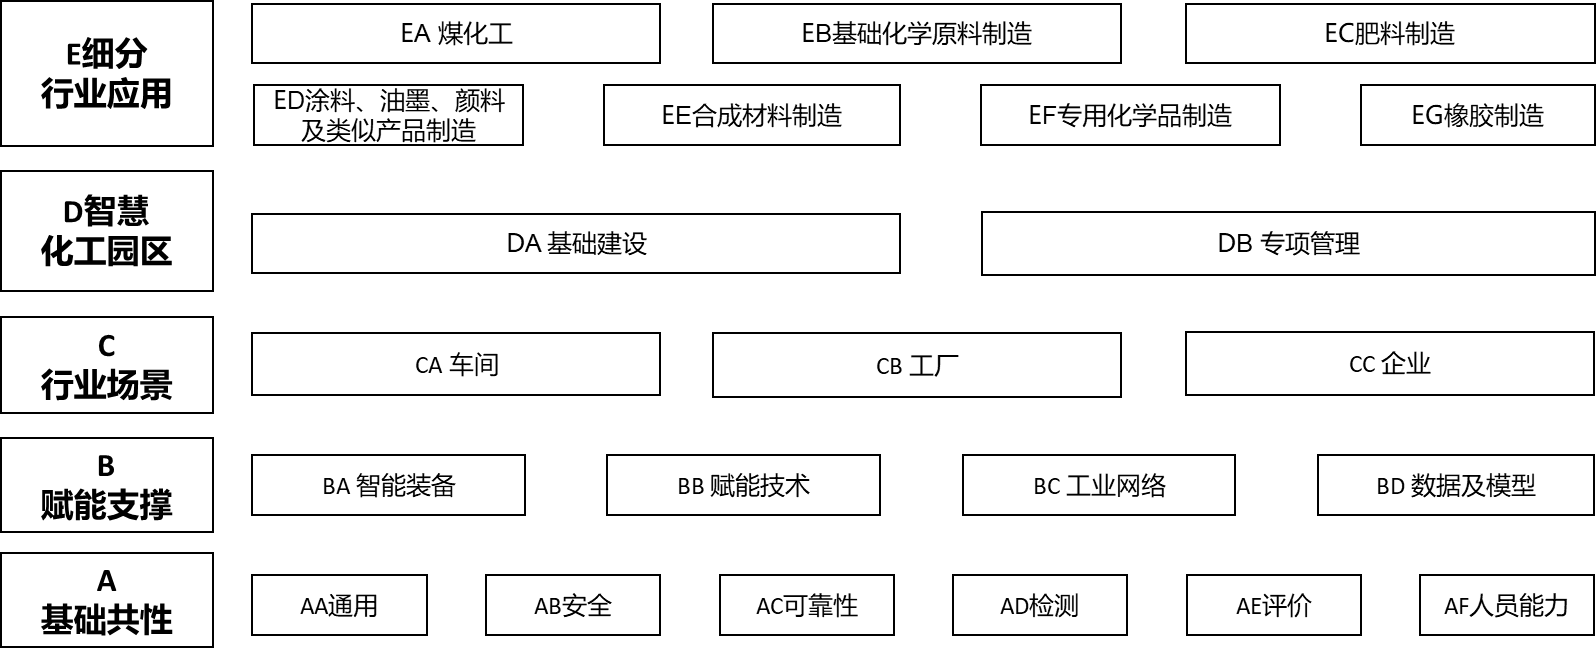 E细分
行业应用
EA 煤化工
EB基础化学原料制造
EC肥料制造
ED涂料、油墨、颜料
及类似产品制造
EE合成材料制造
EF专用化学品制造
EG橡胶制造
D智慧
化工园区
DA 基础建设
DB 专项管理
C
行业场景
CA 车间
CB 工厂
CC 企业
B
赋能支撑
BA 智能装备
BB 赋能技术
BC 工业网络
BD 数据及模型
A
基础共性
AA通用
AB安全
AC可靠性
AD检测
AE评价
AF人员能力